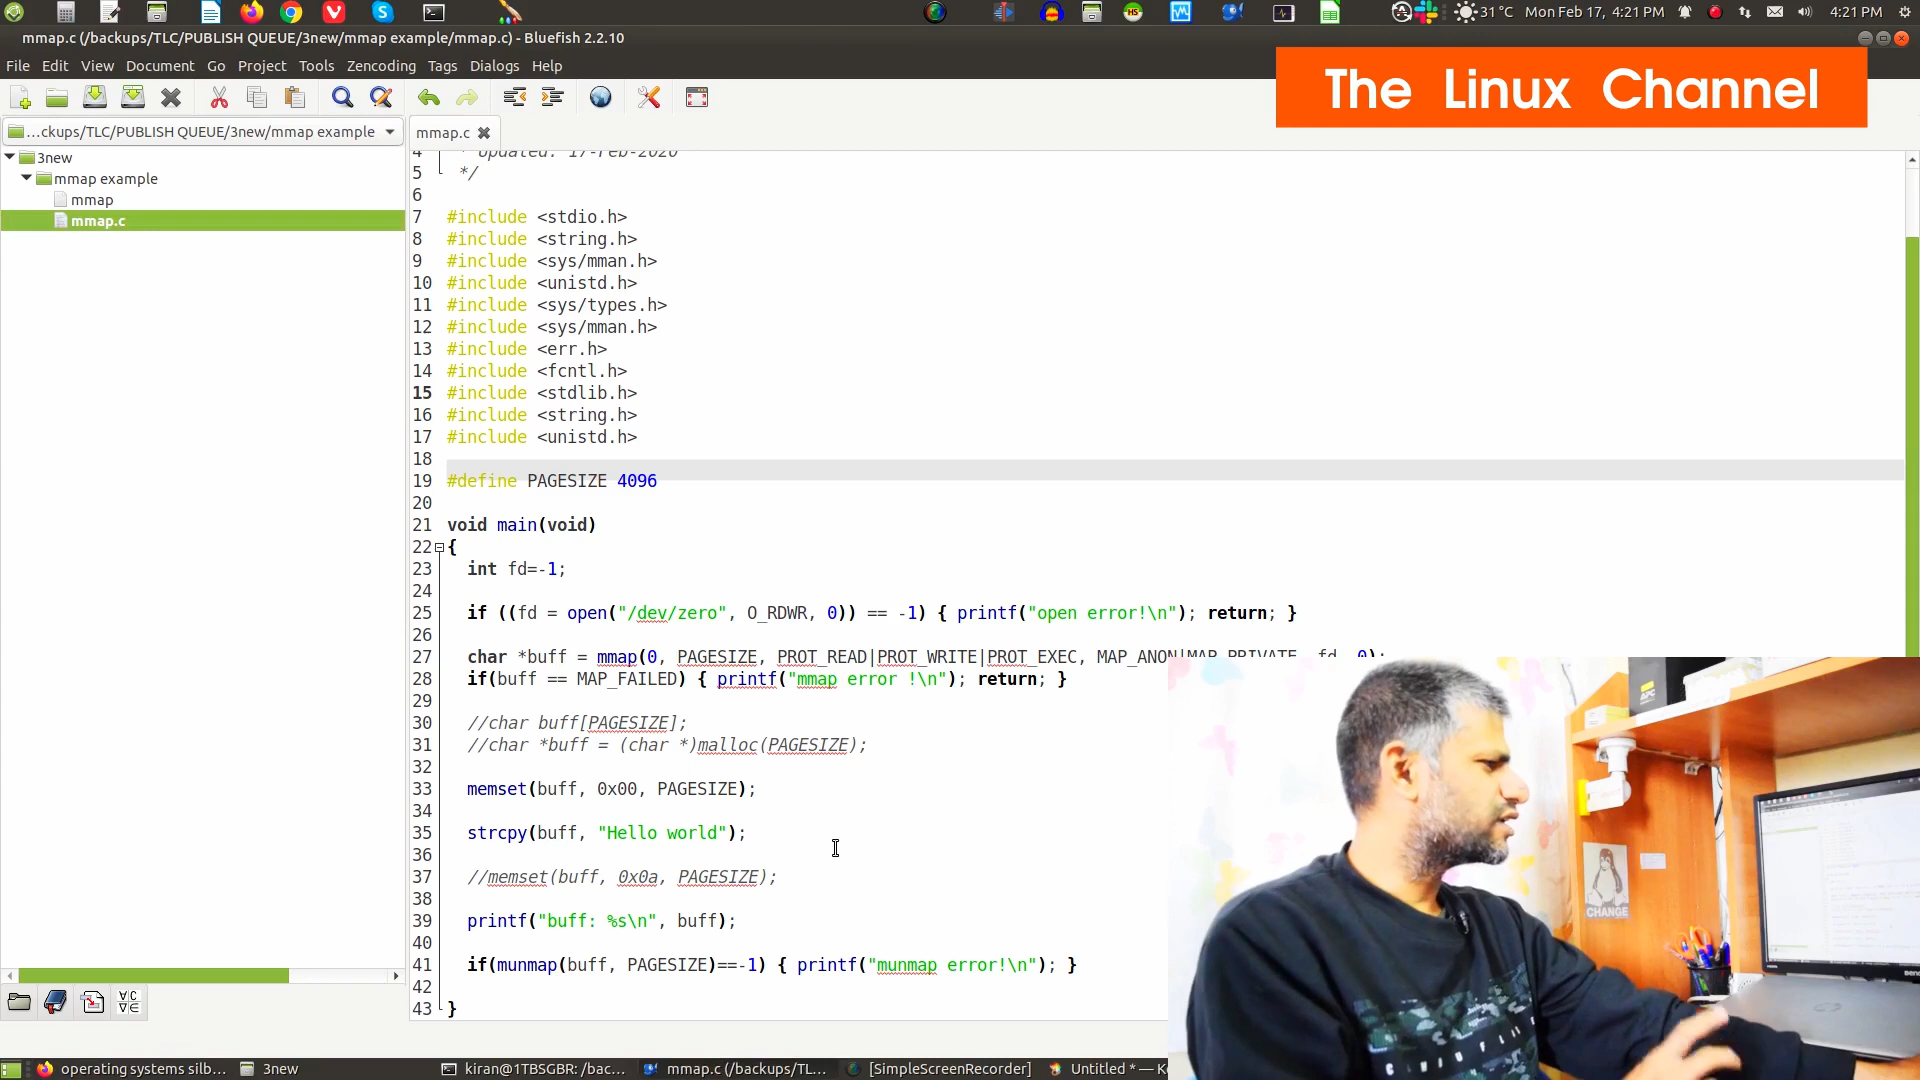 31 °C Mon Feb 17, 4:21 PM 4:21 PM
mmap.c (/backups/TLC/PUBLISH QUEUE/3new/mmap example/mmap.c) - Bluefish 2.2.10
File Edit View Document Go Project Tools Zencoding Tags Dialogs Help
The Linux Channel
...ckups/TLC/PUBLISH QUEUE/3new/mmap example
mmap.c
3new
mmap example
mmap
mmap.c
4 * Updated: 17-Feb-2020
5 */
6
7 #include <stdio.h>
8 #include <string.h>
9 #include <sys/mman.h>
10 #include <unistd.h>
11 #include <sys/types.h>
12 #include <sys/mman.h>
13 #include <err.h>
14 #include <fcntl.h>
15 #include <stdlib.h>
16 #include <string.h>
17 #include <unistd.h>
18
19 #define PAGESIZE 4096
20
21 void main(void)
22 {
23 int fd=-1;
24
25 if ((fd = open("/dev/zero", O_RDWR, 0)) == -1) { printf("open error!\n"); return; }
26
27 char *buff = mmap(0, PAGESIZE, PROT_READ|PROT_WRITE|PROT_EXEC, MAP_ANON|MAP_PRIVATE, fd, 0);
28 if(buff == MAP_FAILED) { printf("mmap error !\n"); return; }
29
30 //char buff[PAGESIZE];
31 //char *buff = (char *)malloc(PAGESIZE);
32
33 memset(buff, 0x00, PAGESIZE);
34
35 strcpy(buff, "Hello world");
36
37 //memset(buff, 0x0a, PAGESIZE);
38
39 printf("buff: %s\n", buff);
40
41 if(munmap(buff, PAGESIZE)==-1) { printf("munmap error!\n"); }
42
43 }
CHANGE
operating systems silb... 3new kiran@1TBSGBR: /bac... mmap.c (/backups/TL... [SimpleScreenRecorder] Untitled * — K